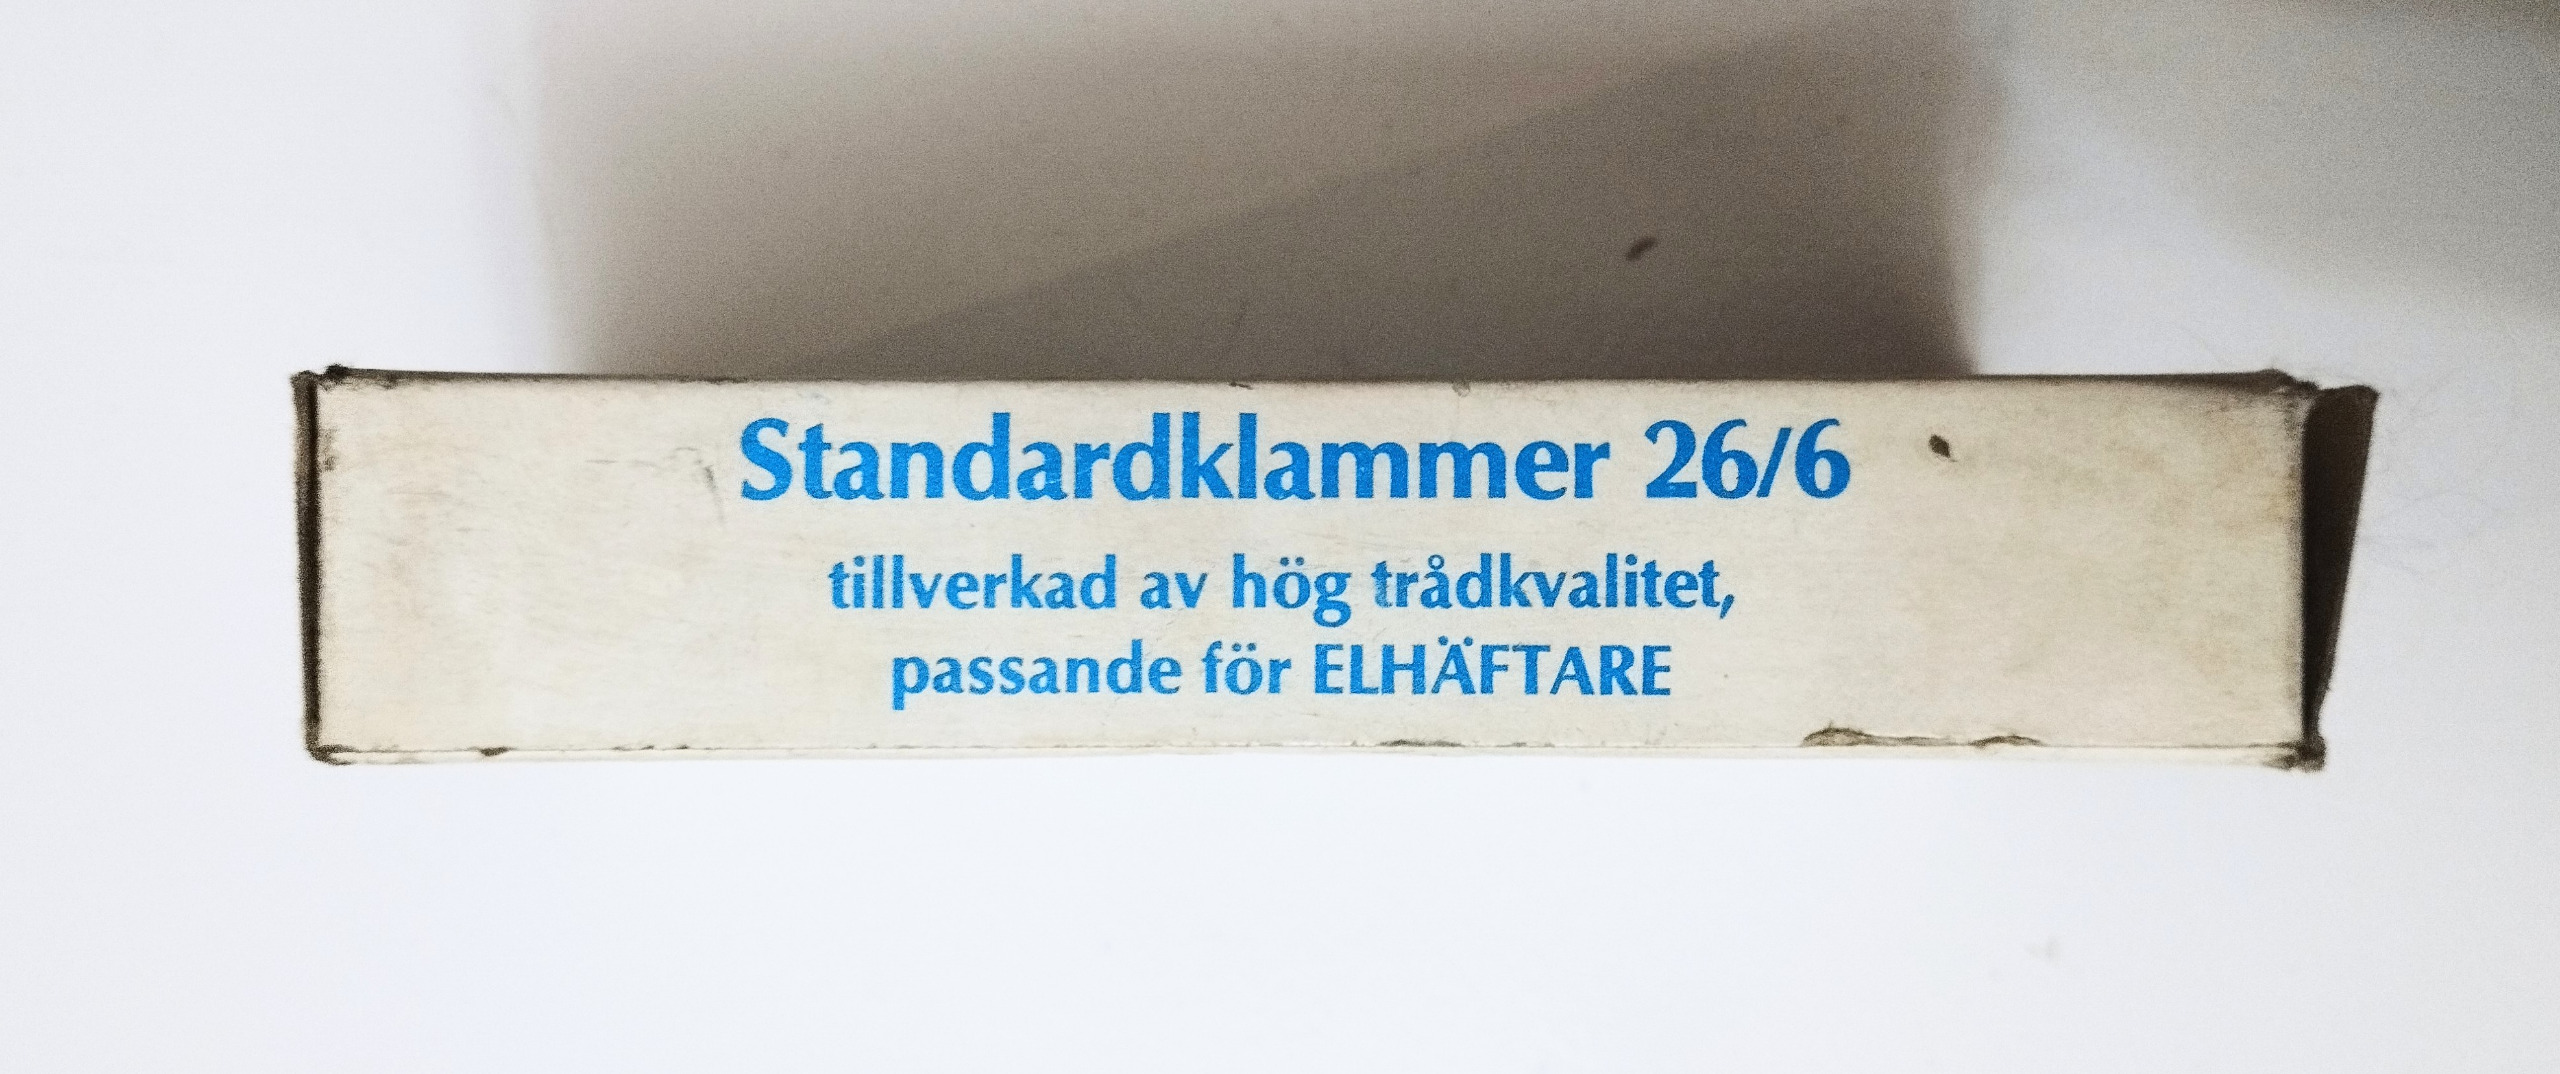 Standardklammer 26/6
tillverkad av hög trådkvalitet,
passande för ELHÄFTARE